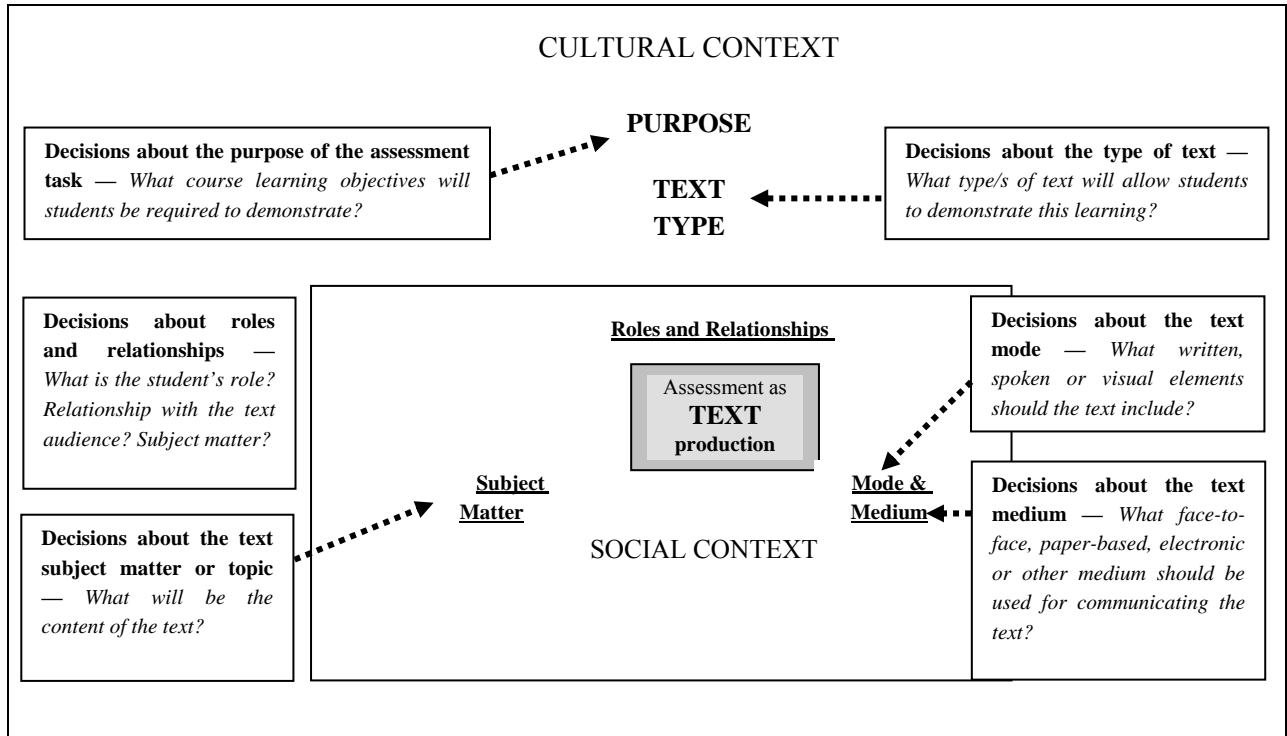 CULTURAL CONTEXT
PURPOSE
Decisions about the purpose of the assessment
task — What course learning objectives will
students be required to demonstrate?
TEXT
TYPE
Decisions about the type of text —
What type/s of text will allow students
to demonstrate this learning?
Decisions about roles
and relationships —
What is the student's role?
Relationship with the text
audience? Subject matter?
Roles and Relationships
Assessment as
TEXT
production
Decisions about the text
mode — What written,
spoken or visual elements
should the text include?
Subject
Matter
Mode &
Medium
SOCIAL CONTEXT
Decisions about the text
subject matter or topic
— What will be the
content of the text?
Decisions about the text
medium — What face-to-
face, paper-based, electronic
or other medium should be
used for communicating the
text?